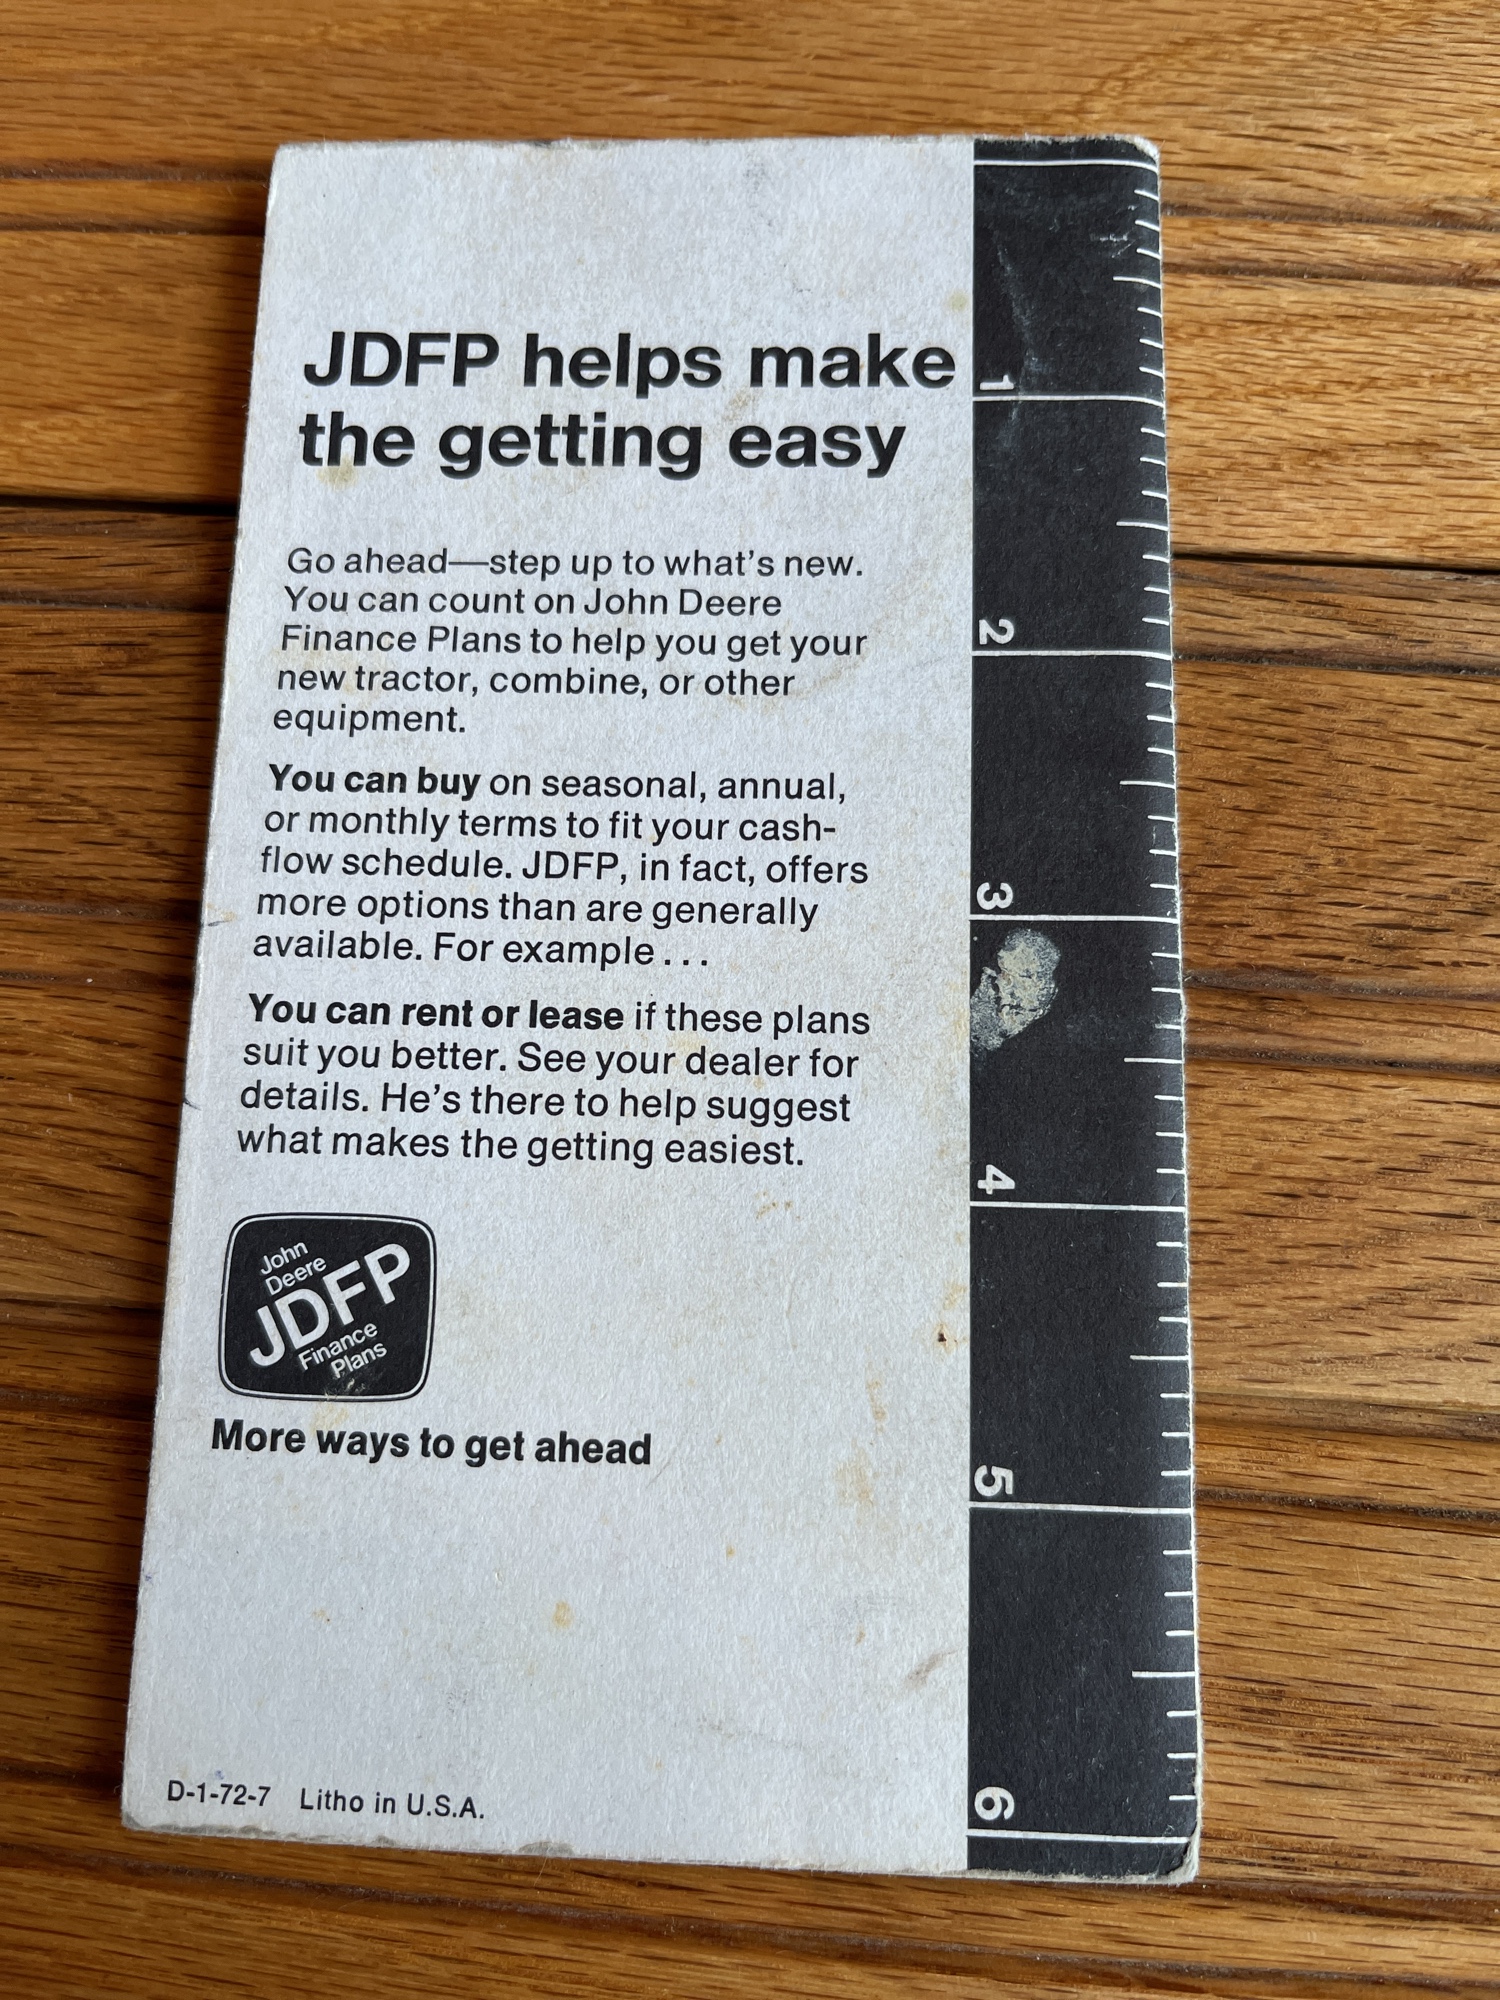 JDFP helps make
the getting easy
Go ahead—step up to what's new.
You can count on John Deere
Finance Plans to help you get your
new tractor, combine, or other
equipment.
You can buy on seasonal, annual,
or monthly terms to fit your cash-
flow schedule. JDFP, in fact, offers
more options than are generally
available. For example . . .
You can rent or lease if these plans
suit you better. See your dealer for
details. He's there to help suggest
what makes the getting easiest.
John
Deere
JDFP
Finance
Plans
More ways to get ahead
D-1-72-7 Litho in U.S.A.
1
2
3
4
5
6